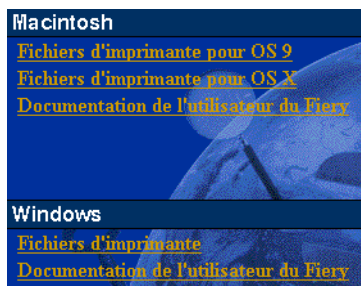 Macintosh
Fichiers d'imprimante pour OS 9
Fichiers d'imprimante pour OS X
Documentation de l'utilisateur du Fiery
Windows
Fichiers d'imprimante
Documentation de l'utilisateur du Fiery